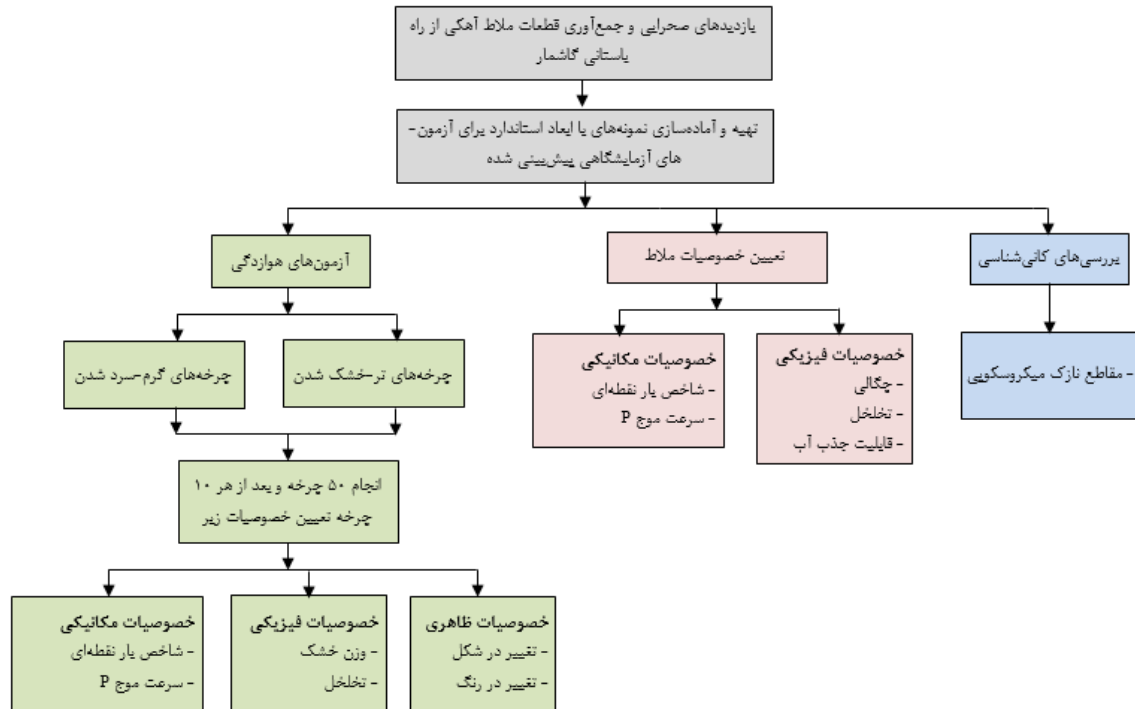 بازدیدهای صحرایی و جمع‌آوری قطعات ملاط آهکی از راه
باستانی گاشمار
تهیه و آماده‌سازی نمونه‌های با ابعاد استاندارد برای آزمون-
های آزمایشگاهی پیش‌بینی شده
بررسی‌های کانی‌شناسی
تعیین خصوصیات ملاط
آزمون‌های هوازدگی
- مقاطع نازک میکروسکوپی
خصوصیات فیزیکی
- چگالی
- تخلخل
- قابلیت جذب آب
خصوصیات مکانیکی
- شاخص بار نقطه‌ای
- سرعت موج P
چرخه‌های تر-خشک شدن
چرخه‌های گرم-سرد شدن
انجام ۵۰ چرخه و بعد از هر ۱۰
چرخه تعیین خصوصیات زیر
خصوصیات ظاهری
- تغییر در شکل
- تغییر در رنگ
خصوصیات فیزیکی
- وزن خشک
- تخلخل
خصوصیات مکانیکی
- شاخص بار نقطه‌ای
- سرعت موج P